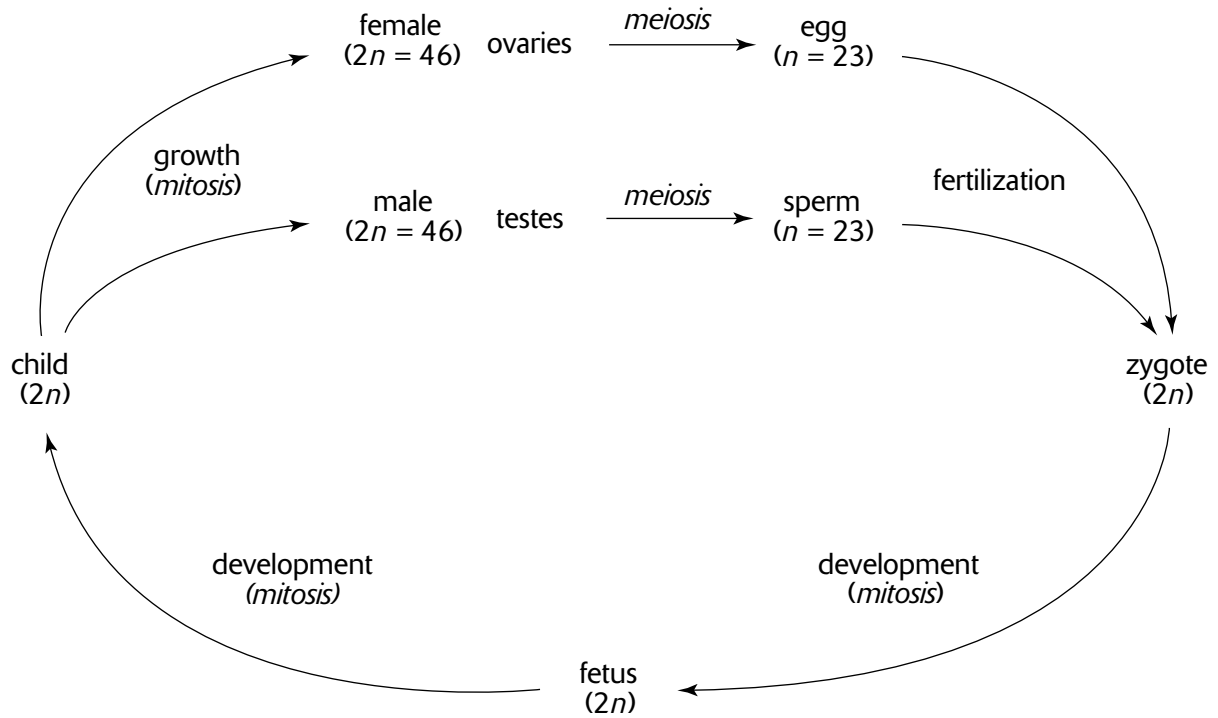 female
(2n = 46)
ovaries
meiosis
egg
(n = 23)
growth
(mitosis)
male
(2n = 46)
testes
meiosis
sperm
(n = 23)
fertilization
child
(2n)
zygote
(2n)
development
(mitosis)
development
(mitosis)
fetus
(2n)